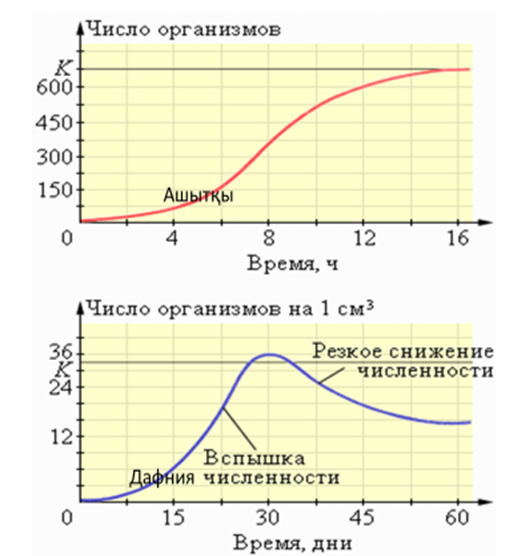 Число организмов
K
600
450
300
150
Ашытқы
0 4 8 12 16
Время, ч
Число организмов на 1 см³
36
K
24
12
Резкое снижение
численности
Вспышка
численности
Дафния
0 15 30 45 60
Время, дни